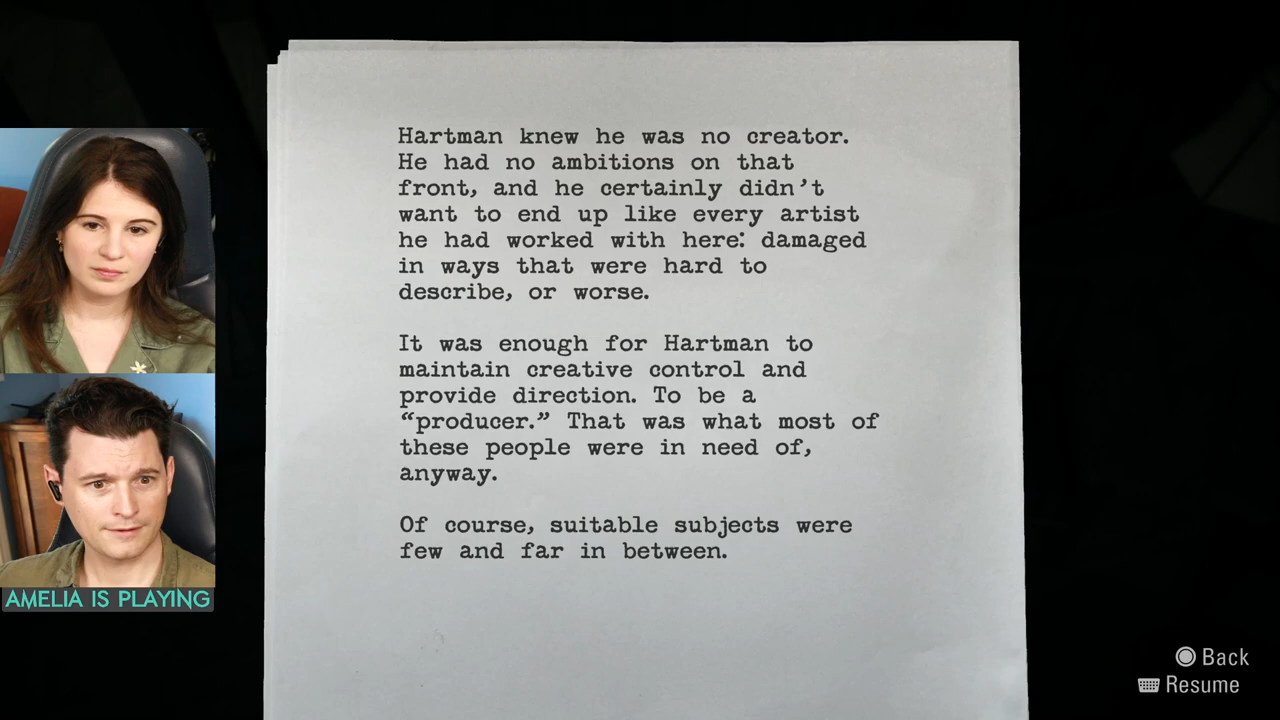 Hartman knew he was no creator.
He had no ambitions on that
front, and he certainly didn't
want to end up like every artist
he had worked with here: damaged
in ways that were hard to
describe, or worse.
It was enough for Hartman to
maintain creative control and
provide direction. To be a
“producer.” That was what most of
these people were in need of,
anyway.
Of course, suitable subjects were
few and far in between.
AMELIA IS PLAYING
Back
Resume